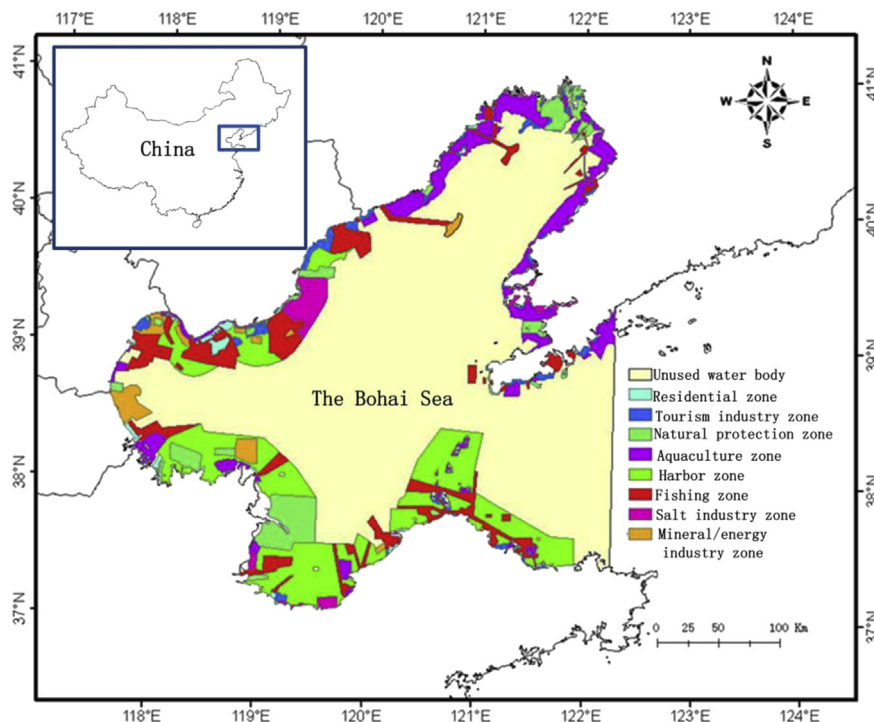 117°E 118°E 119°E 120°E 121°E 122°E 123°E 124°E
41°N
41°N
N
W E
S
China
40°N
40°N
39°N
39°N
The Bohai Sea
Unused water body
Residential zone
Tourism industry zone
Natural protection zone
Aquaculture zone
Harbor zone
Fishing zone
Salt industry zone
Mineral/energy
industry zone
38°N
38°N
37°N
37°N
0 25 50 100 Km
118°E 119°E 120°E 121°E 122°E 123°E 124°E